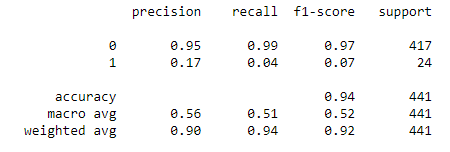 precision recall f1-score support
0 0.95 0.99 0.97 417
1 0.17 0.04 0.07 24
accuracy 0.94 441
macro avg 0.56 0.51 0.52 441
weighted avg 0.90 0.94 0.92 441